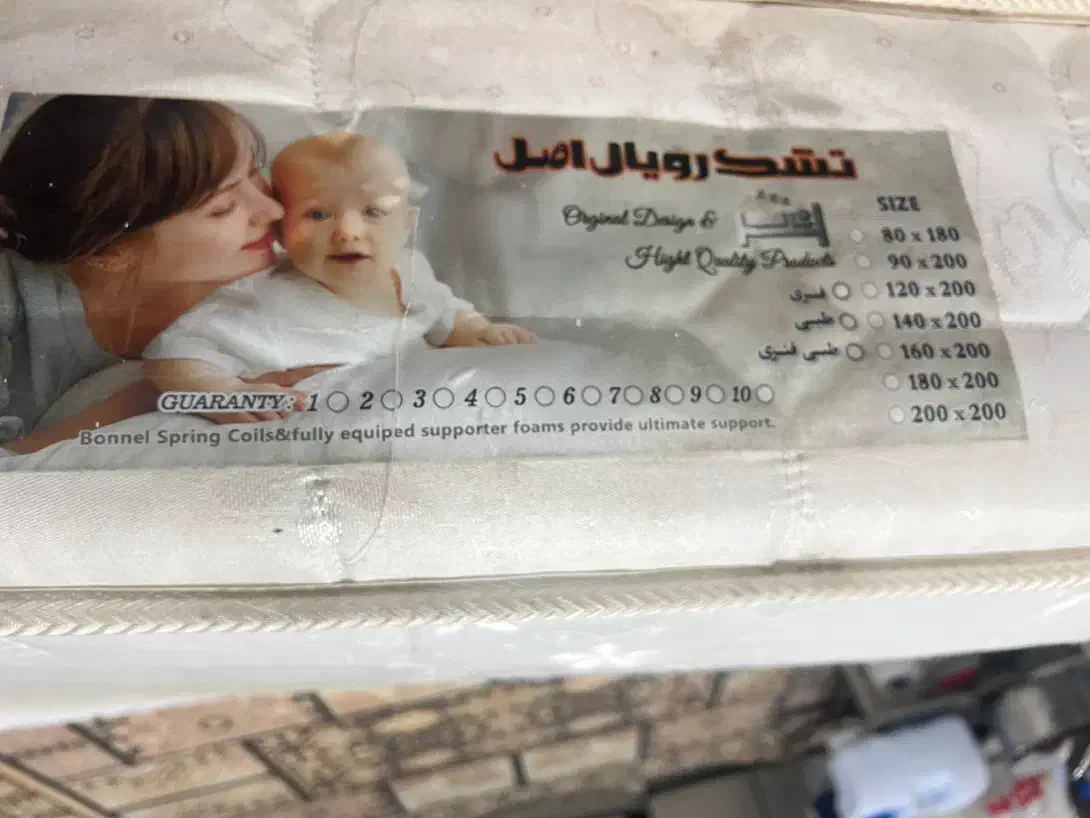 تشک رویال اصل
Orginal Design &
Hight Quality Products
فنری
طبی
طبی فنری
SIZE
80 x 180
90 x 200
120 x 200
140 x 200
160 x 200
180 x 200
200 x 200
GUARANTY: 1 2 3 4 5 6 7 8 9 10
Bonnel Spring Coils&fully equiped supporter foams provide ultimate support.